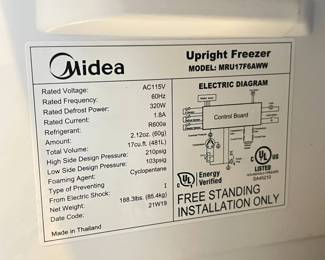 Midea
Upright Freezer
MODEL: MRU17F6AWW
Rated Voltage: AC115V
Rated Frequency: 60Hz
Rated Defrost Power: 320W
Rated Current: 1.8A
Refrigerant: R600a
Amount: 2.12oz. (60g)
Total Volume: 17cu.ft. (481L)
High Side Design Pressure: 210psig
Low Side Design Pressure: 103psig
Foaming Agent: Cyclopentane
Type of Preventing
From Electric Shock: I
Net Weight: 188.3lbs. (85.4kg)
Date Code: 21W19
Made in Thailand
ELECTRIC DIAGRAM
Control Board
UL
Energy
Verified
c UL US
LISTED
FREE STANDING
INSTALLATION ONLY